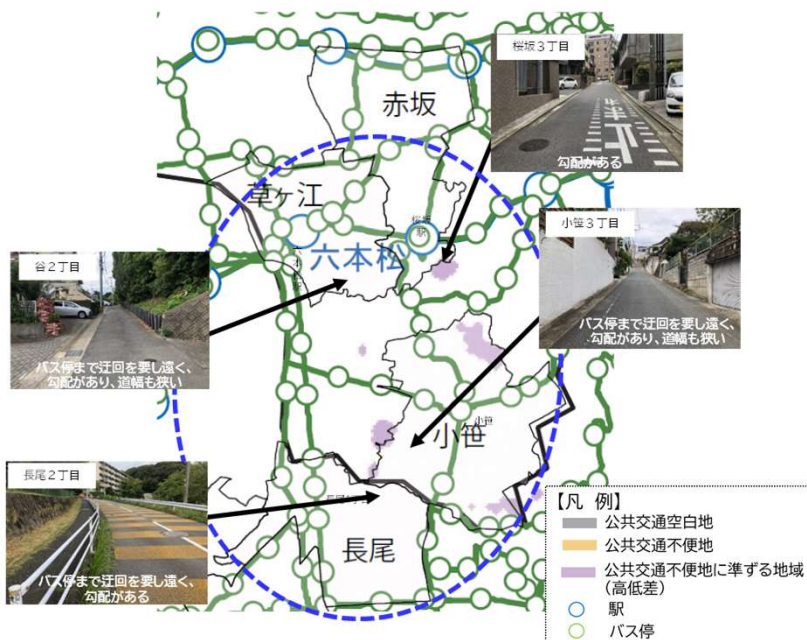 赤坂
桜坂3丁目
勾配がある
草ヶ江
桜坂駅
六本松
小笹3丁目
バス停まで迂回を要し遠く、
勾配があり、道幅も狭い
谷2丁目
バス停まで迂回を要し遠く、
勾配があり、道幅も狭い
小笹
小笹
長尾2丁目
バス停まで迂回を要し遠く、
勾配がある
長尾
【凡 例】
公共交通空白地
公共交通不便地
公共交通不便地に準ずる地域
(高低差)
駅
バス停